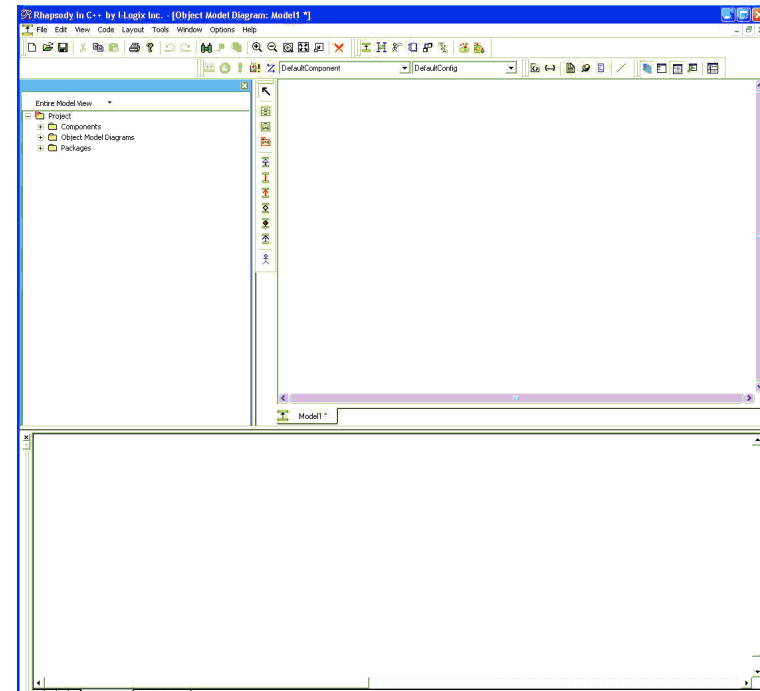 Rhapsody in C++ by I-Logix Inc. - [Object Model Diagram: Model1 *]
File Edit View Code Layout Tools Window Options Help
DefaultComponent DefaultConfig
Entire Model View
Project
Components
Object Model Diagrams
Packages
Model1 *